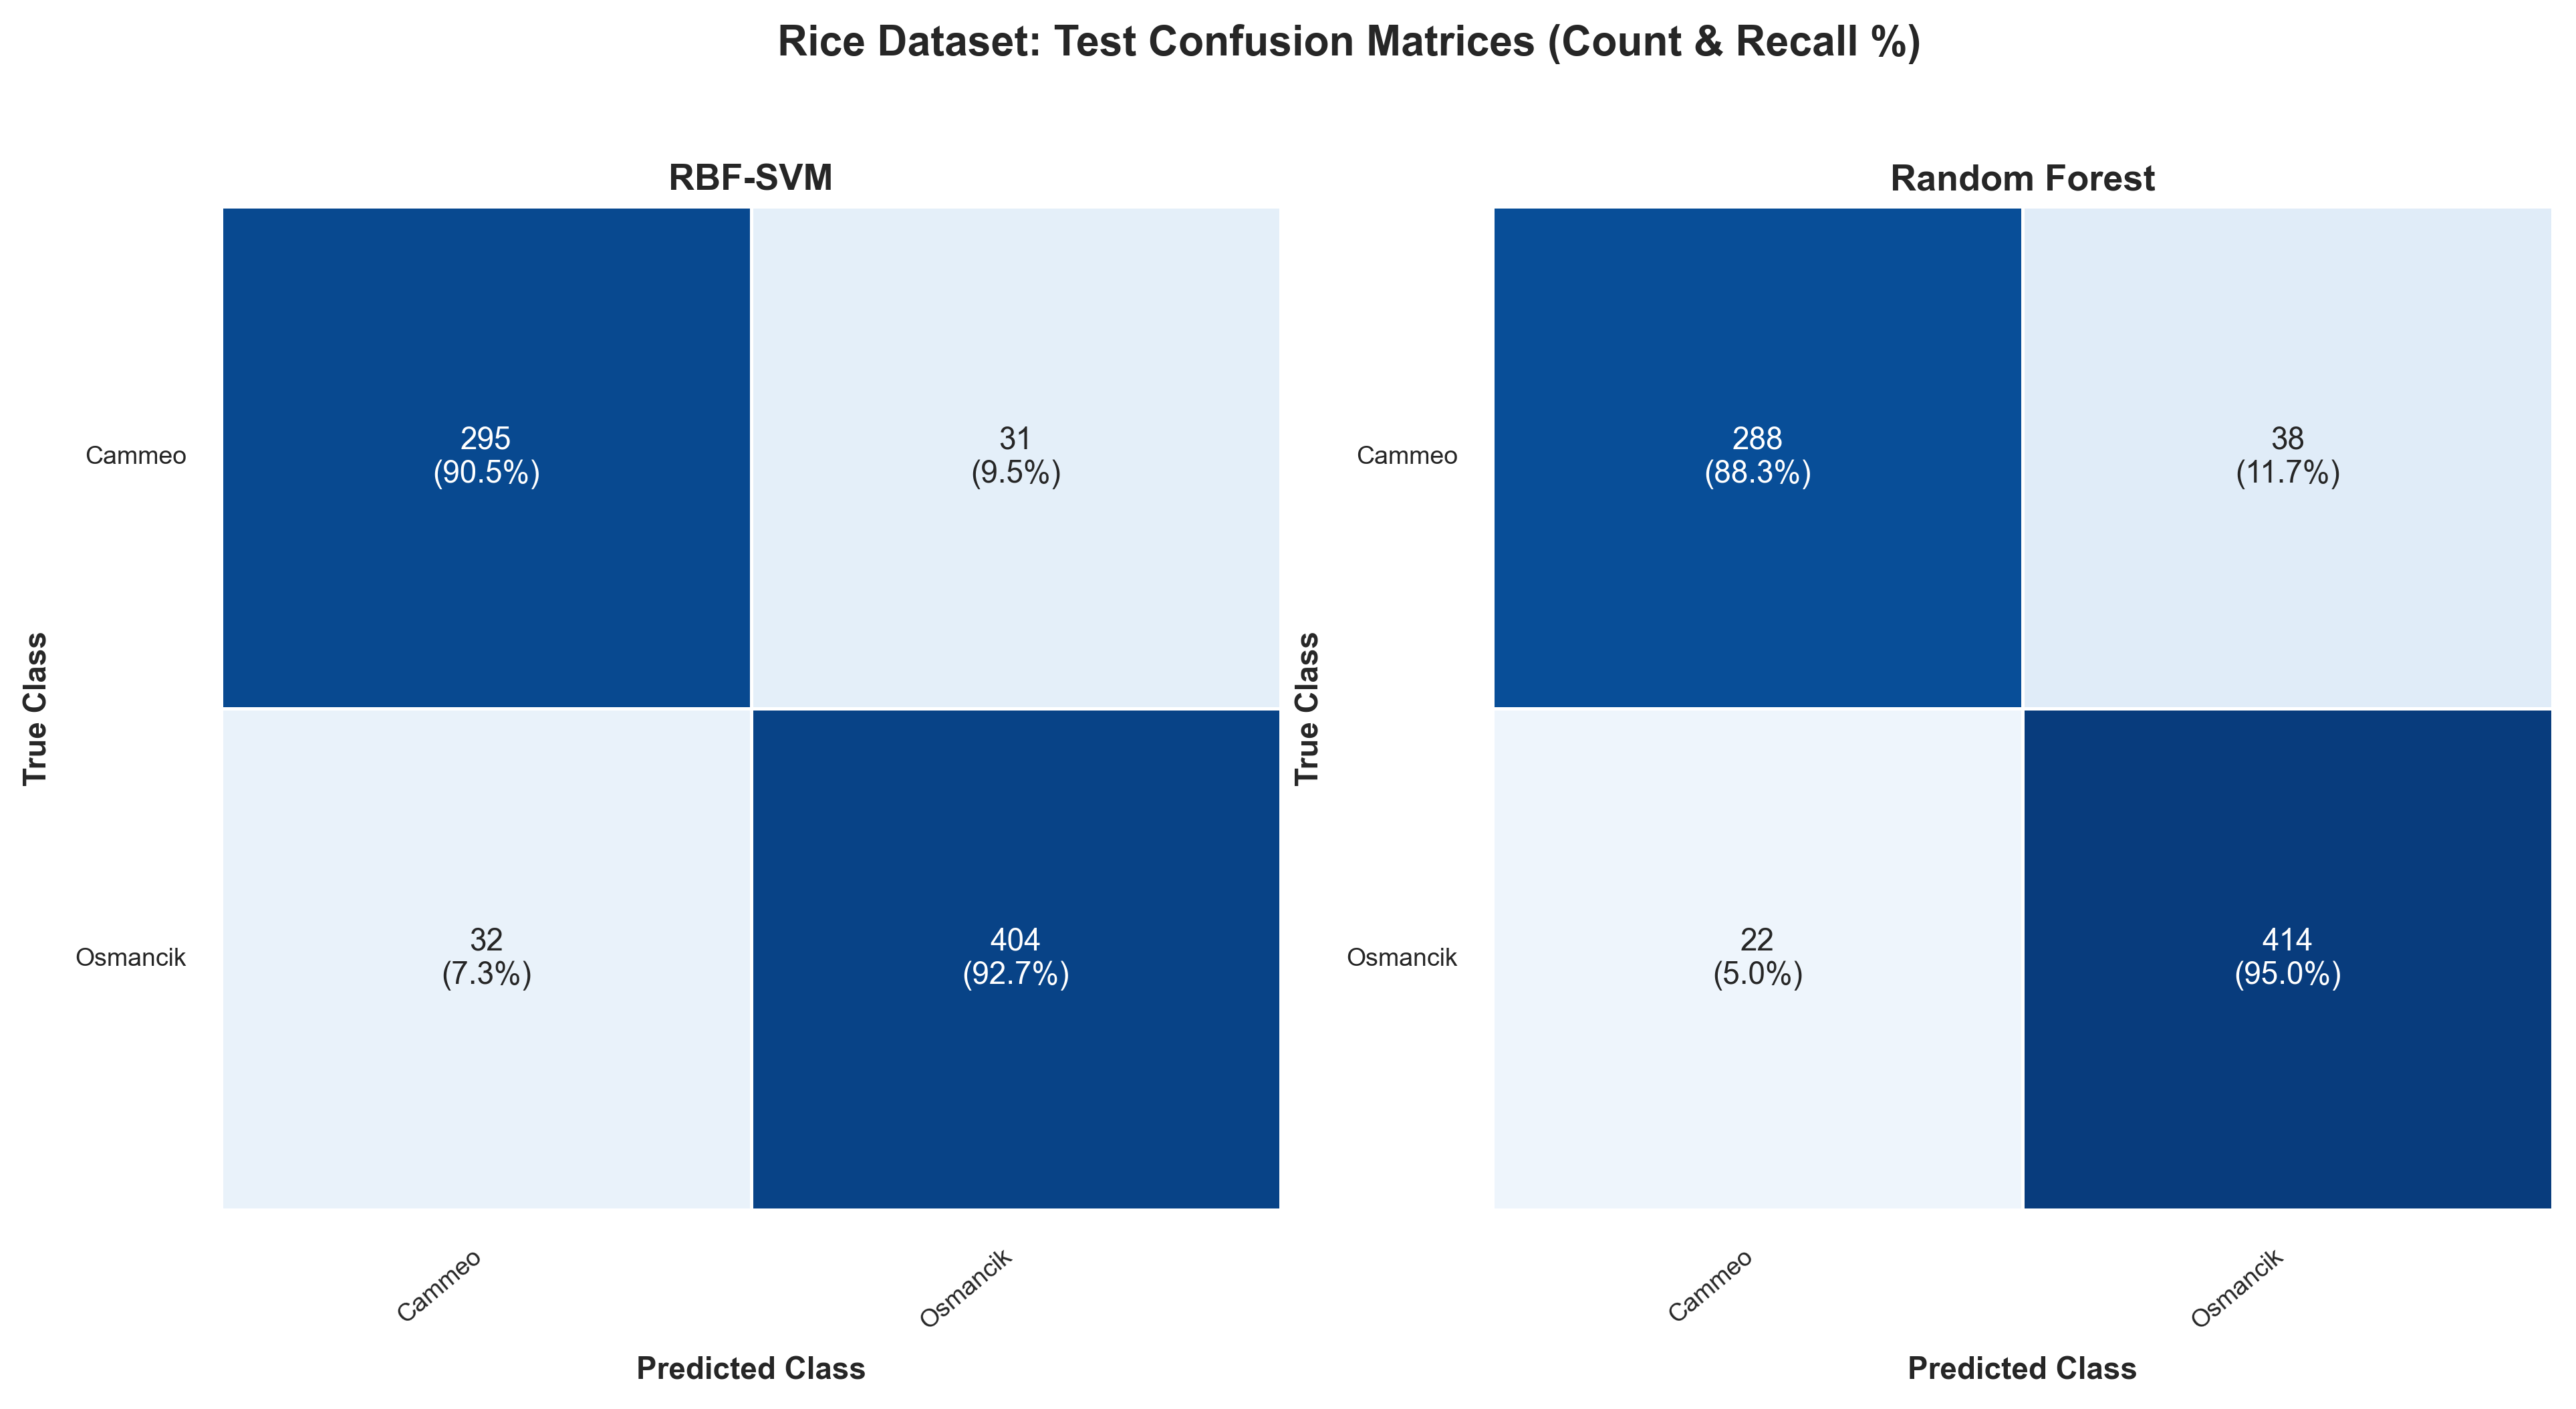 Rice Dataset: Test Confusion Matrices (Count & Recall %)
RBF-SVM
True Class
Cammeo
295
(90.5%)
31
(9.5%)
Osmancik
32
(7.3%)
404
(92.7%)
Cammeo
Osmancik
Predicted Class
Random Forest
True Class
Cammeo
288
(88.3%)
38
(11.7%)
Osmancik
22
(5.0%)
414
(95.0%)
Cammeo
Osmancik
Predicted Class